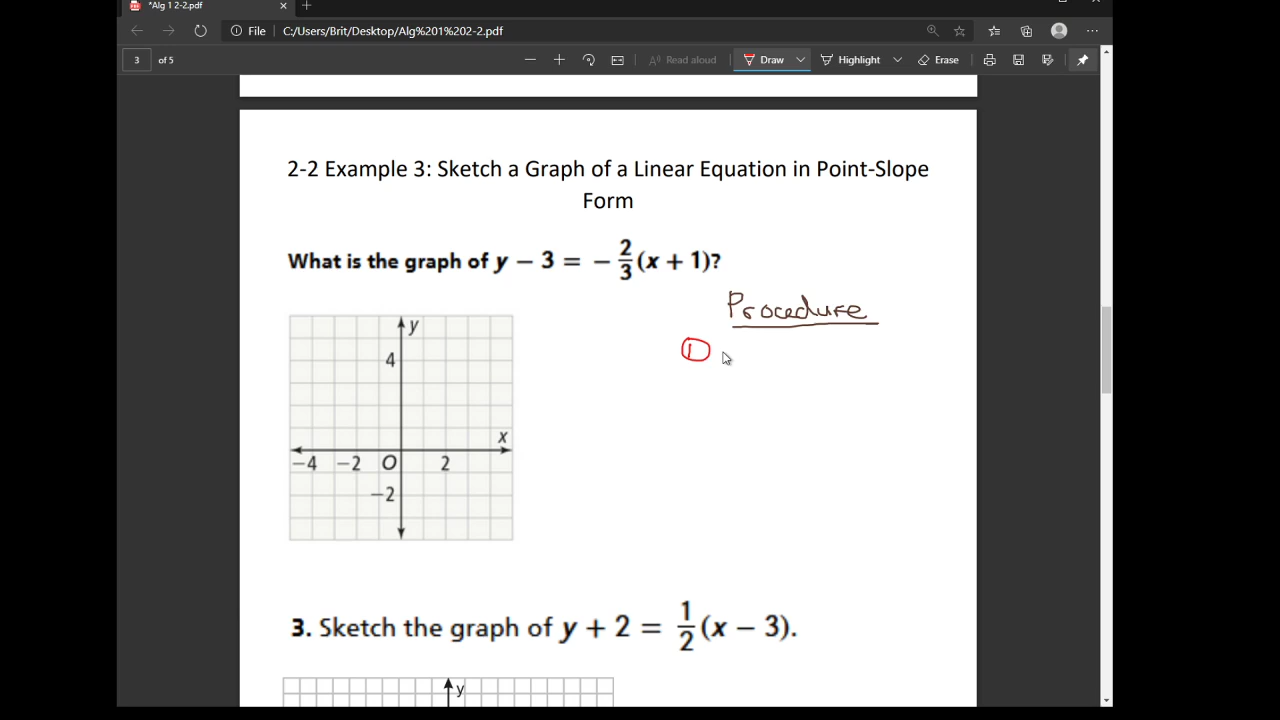 *Alg 1 2-2.pdf
File C:/Users/Brit/Desktop/Alg%201%202-2.pdf
3 of 5 Read aloud Draw Highlight Erase
2-2 Example 3: Sketch a Graph of a Linear Equation in Point-Slope
Form
What is the graph of y − 3 = −2/3(x + 1)?
Procedure
①
y
4
x
−4 −2 O 2
−2
3. Sketch the graph of y + 2 = 1/2(x − 3).
y